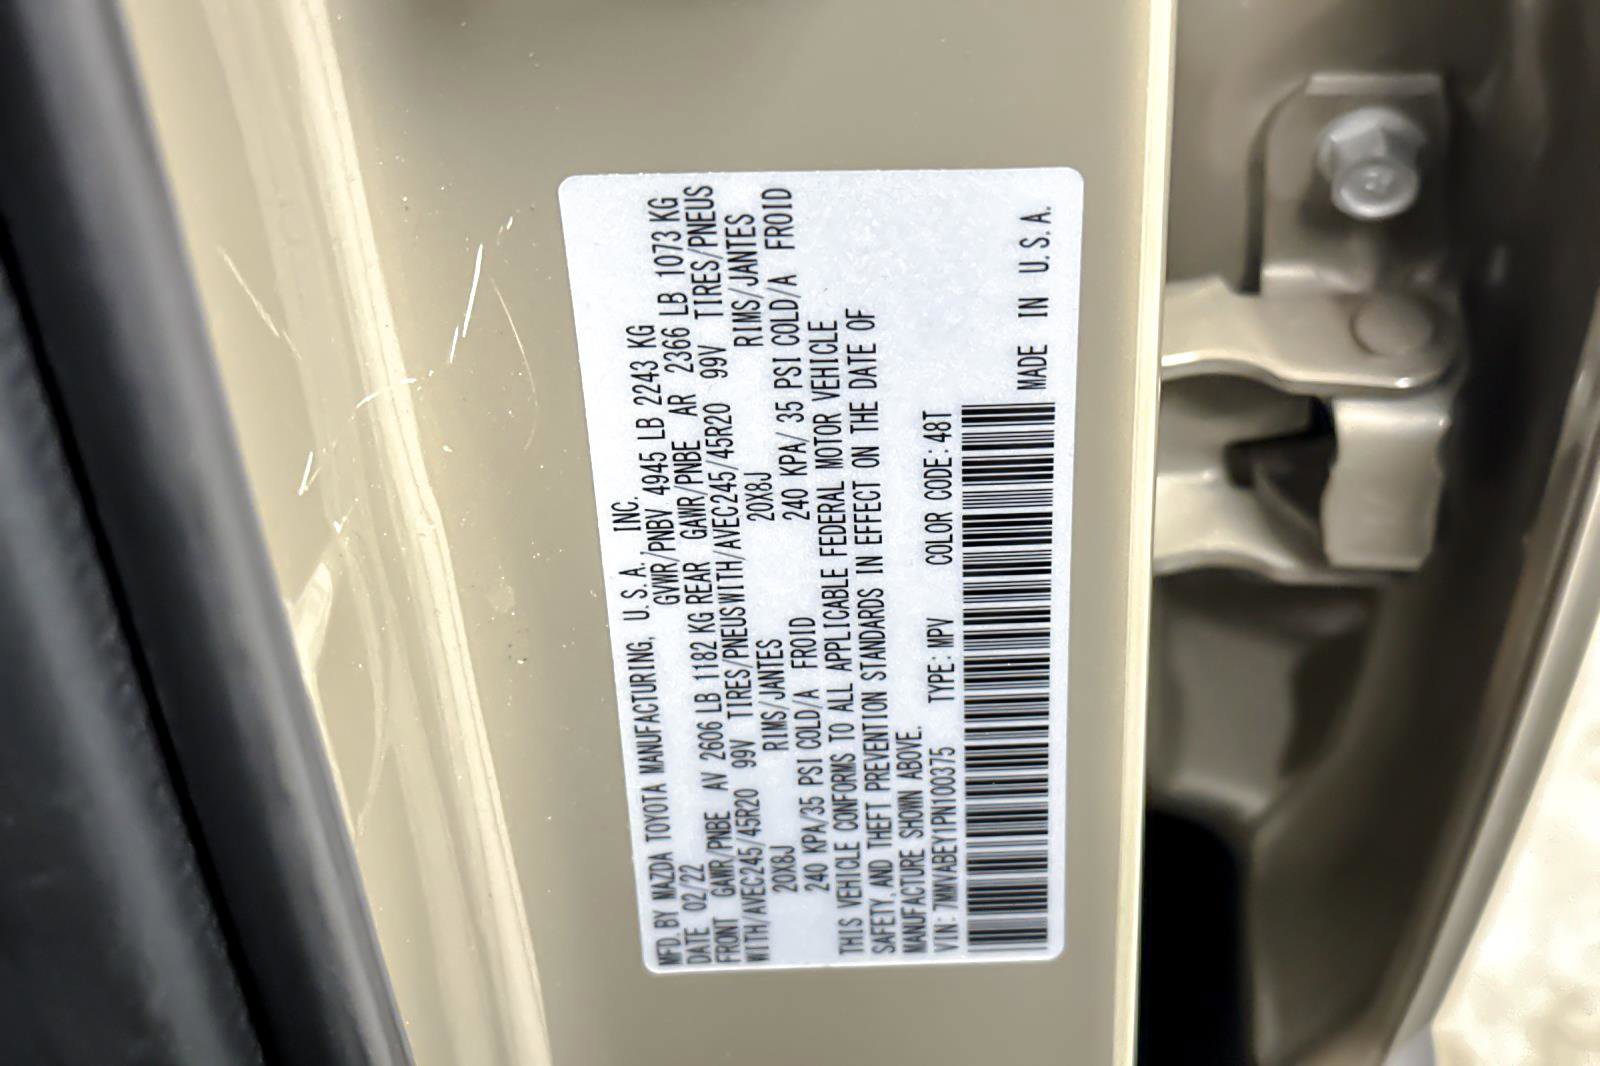 MFD. BY MAZDA TOYOTA MANUFACTURING, U.S.A. INC.
DATE 02/22 GVWR/PNBV 4945 LB 2243 KG
FRONT GAWR/PNBE AV 2606 LB 1182 KG REAR GAWR/PNBE AR 2366 LB 1073 KG
WITH/AVEC245/45R20 99V TIRES/PNEUSWITH/AVEC245/45R20 99V TIRES/PNEUS
20X8J RIMS/JANTES 20X8J RIMS/JANTES
240 KPA/35 PSI COLD/A FROID 240 KPA/35 PSI COLD/A FROID
THIS VEHICLE CONFORMS TO ALL APPLICABLE FEDERAL MOTOR VEHICLE
SAFETY, AND THEFT PREVENTION STANDARDS IN EFFECT ON THE DATE OF
MANUFACTURE SHOWN ABOVE.
VIN: 7MMVABEY1PN100375 TYPE: MPV COLOR CODE: 48T
MADE IN U.S.A.